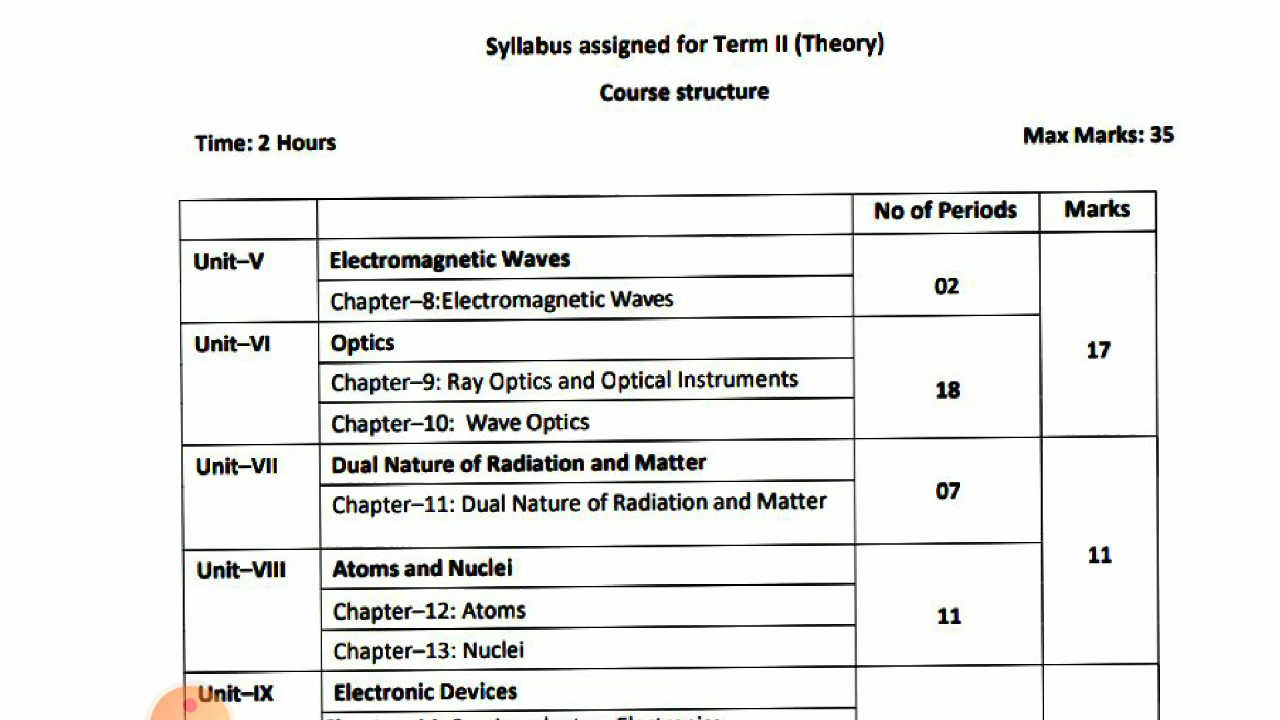 Syllabus assigned for Term II (Theory)
Course structure
Time: 2 Hours
Max Marks: 35
No of Periods Marks
Unit–V Electromagnetic Waves
Chapter–8:Electromagnetic Waves
02
Unit–VI Optics
Chapter–9: Ray Optics and Optical Instruments
Chapter–10: Wave Optics
18
17
Unit–VII Dual Nature of Radiation and Matter
Chapter–11: Dual Nature of Radiation and Matter
07
Unit–VIII Atoms and Nuclei
Chapter–12: Atoms
Chapter–13: Nuclei
11
11
Unit–IX Electronic Devices